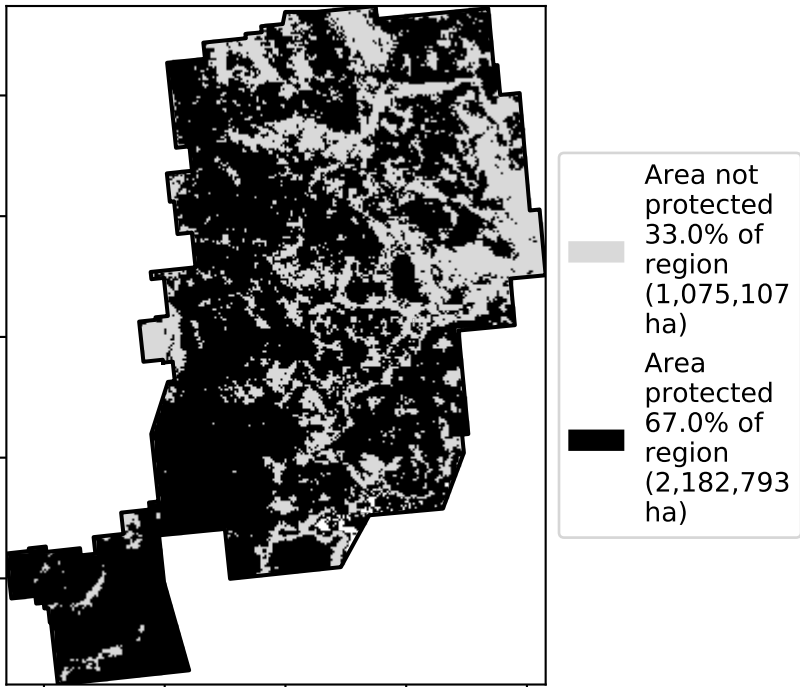 Area not
protected
33.0% of
region
(1,075,107
ha)
Area
protected
67.0% of
region
(2,182,793
ha)